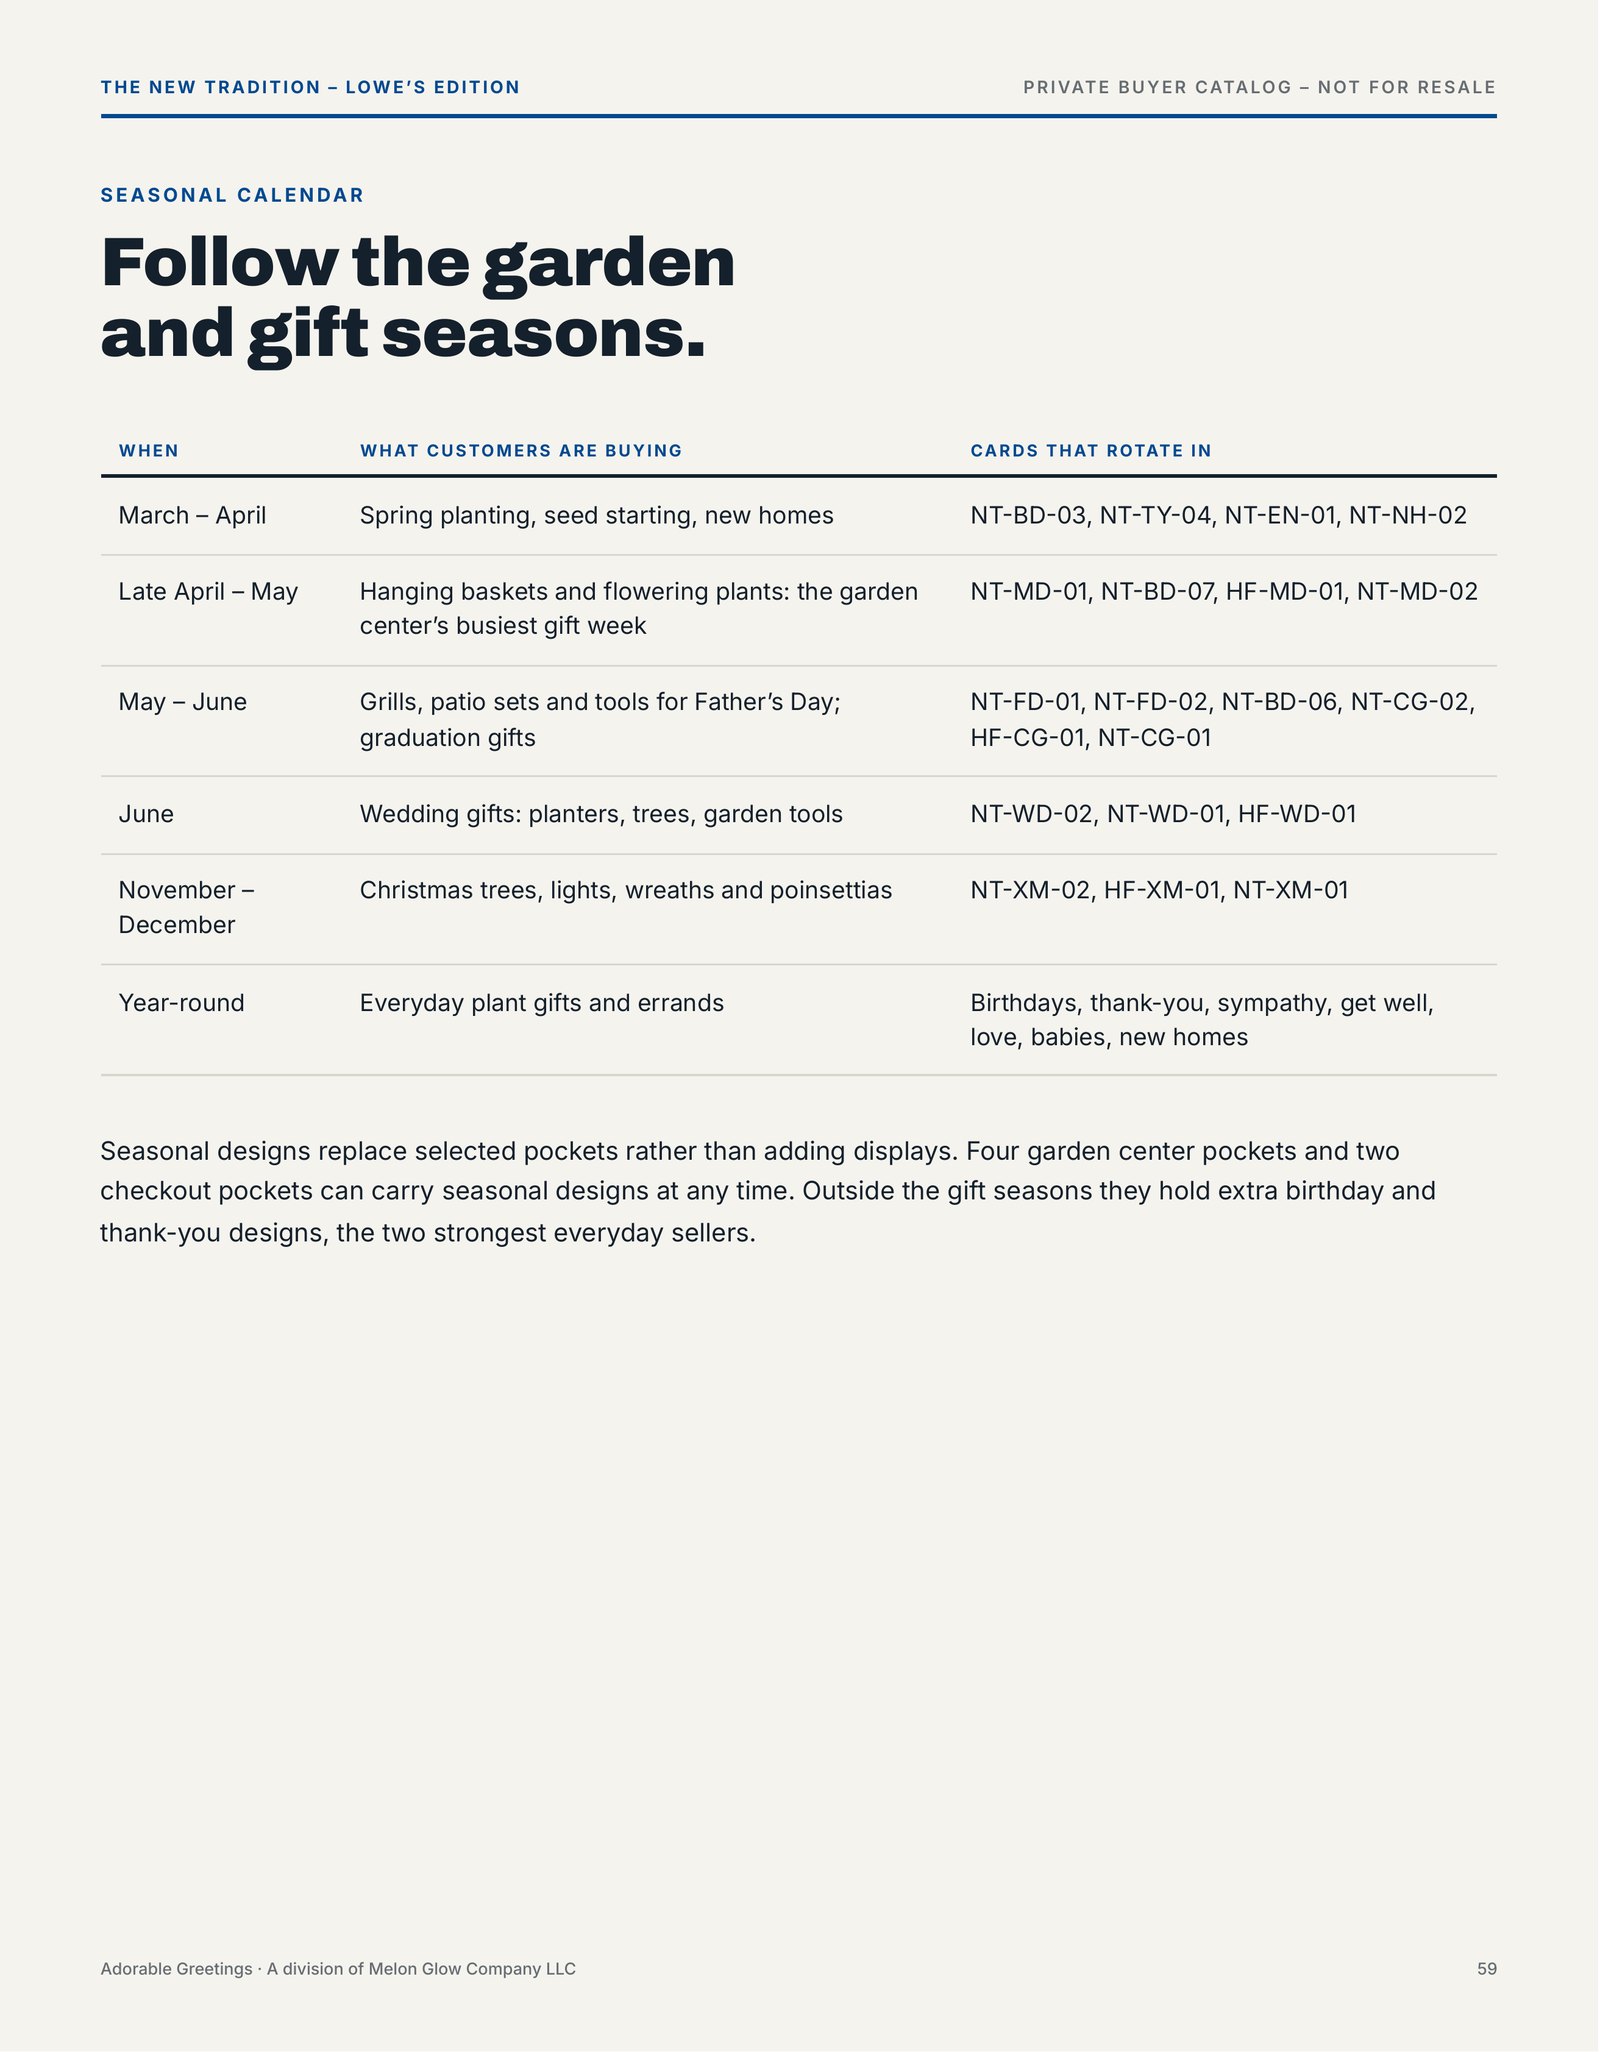 THE NEW TRADITION – LOWE’S EDITION
PRIVATE BUYER CATALOG – NOT FOR RESALE
SEASONAL CALENDAR
Follow the garden
and gift seasons.
WHEN WHAT CUSTOMERS ARE BUYING CARDS THAT ROTATE IN
March – April Spring planting, seed starting, new homes NT-BD-03, NT-TY-04, NT-EN-01, NT-NH-02
Late April – May Hanging baskets and flowering plants: the garden NT-MD-01, NT-BD-07, HF-MD-01, NT-MD-02
center’s busiest gift week
May – June Grills, patio sets and tools for Father’s Day; NT-FD-01, NT-FD-02, NT-BD-06, NT-CG-02,
graduation gifts HF-CG-01, NT-CG-01
June Wedding gifts: planters, trees, garden tools NT-WD-02, NT-WD-01, HF-WD-01
November – Christmas trees, lights, wreaths and poinsettias NT-XM-02, HF-XM-01, NT-XM-01
December
Year-round Everyday plant gifts and errands Birthdays, thank-you, sympathy, get well,
love, babies, new homes
Seasonal designs replace selected pockets rather than adding displays. Four garden center pockets and two
checkout pockets can carry seasonal designs at any time. Outside the gift seasons they hold extra birthday and
thank-you designs, the two strongest everyday sellers.
Adorable Greetings · A division of Melon Glow Company LLC
59